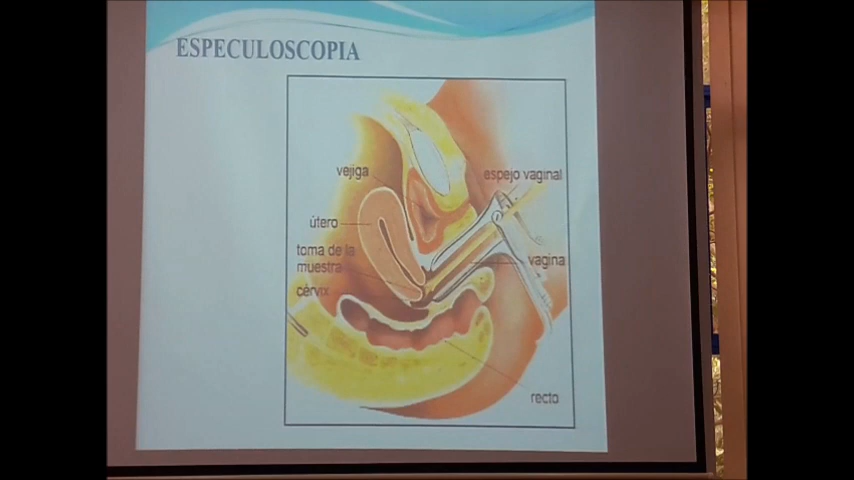 ESPECULOSCOPIA
vejiga
espejo vaginal
útero
toma de la
muestra
vagina
cérvix
recto